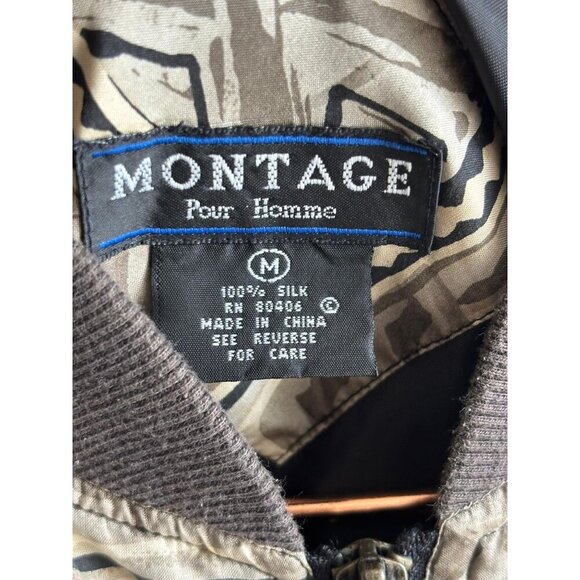 MONTAGE
Pour Homme
M
100% SILK
RN 80406 ©
MADE IN CHINA
SEE REVERSE
FOR CARE